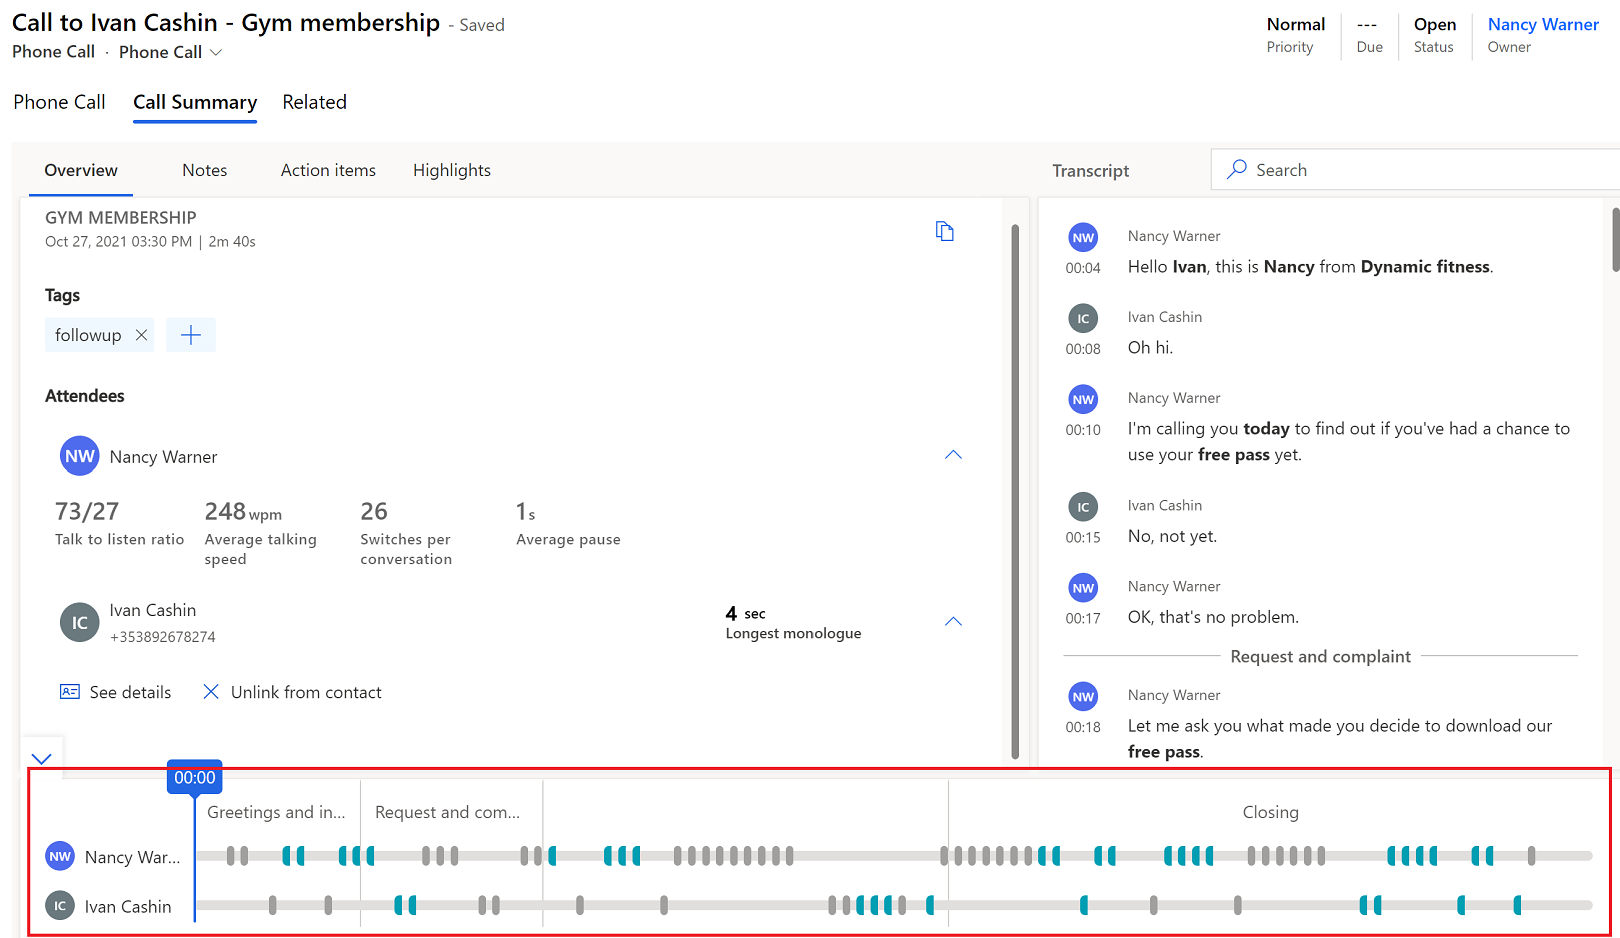 Call to Ivan Cashin - Gym membership - Saved
Phone Call · Phone Call
Normal
Priority
---
Due
Open
Status
Nancy Warner
Owner
Phone Call
Call Summary
Related
Overview
Notes
Action items
Highlights
GYM MEMBERSHIP
Oct 27, 2021 03:30 PM | 2m 40s
Tags
followup
Attendees
NW
Nancy Warner
73/27
Talk to listen ratio
248 wpm
Average talking
speed
26
Switches per
conversation
1s
Average pause
IC
Ivan Cashin
+353892678274
4 sec
Longest monologue
See details
Unlink from contact
Transcript
Search
NW
Nancy Warner
00:04
Hello Ivan, this is Nancy from Dynamic fitness.
IC
Ivan Cashin
00:08
Oh hi.
NW
Nancy Warner
00:10
I'm calling you today to find out if you've had a chance to
use your free pass yet.
IC
Ivan Cashin
00:15
No, not yet.
NW
Nancy Warner
00:17
OK, that's no problem.
Request and complaint
NW
Nancy Warner
00:18
Let me ask you what made you decide to download our
free pass.
00:00
Greetings and in...
Request and com...
Closing
NW
Nancy War...
IC
Ivan Cashin